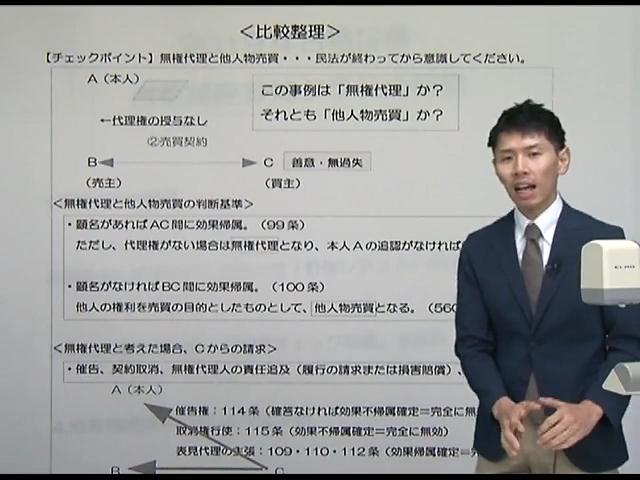 ＜比較整理＞
【チェックポイント】無権代理と他人物売買・・・民法が終わってから意識してください。
A（本人）
この事例は「無権代理」か？
それとも「他人物売買」か？
←代理権の授与なし
②売買契約
B C 善意・無過失
（売主） （買主）
＜無権代理と他人物売買の判断基準＞
・顕名があればAC間に効果帰属。（99条）
ただし、代理権がない場合は無権代理となり、本人Aの追認がなければ
・顕名がなければBC間に効果帰属。（100条）
他人の権利を売買の目的としたものとして、他人物売買となる。（560
＜無権代理と考えた場合、Cからの請求＞
・催告、契約取消、無権代理人の責任追及（履行の請求または損害賠償）、
A（本人）
催告権：114条（確答なければ効果不帰属確定＝完全に無
取消権行使：115条（効果不帰属確定＝完全に無効）
表見代理の主張：109・110・112条（効果帰属確定＝
B C
ELMO